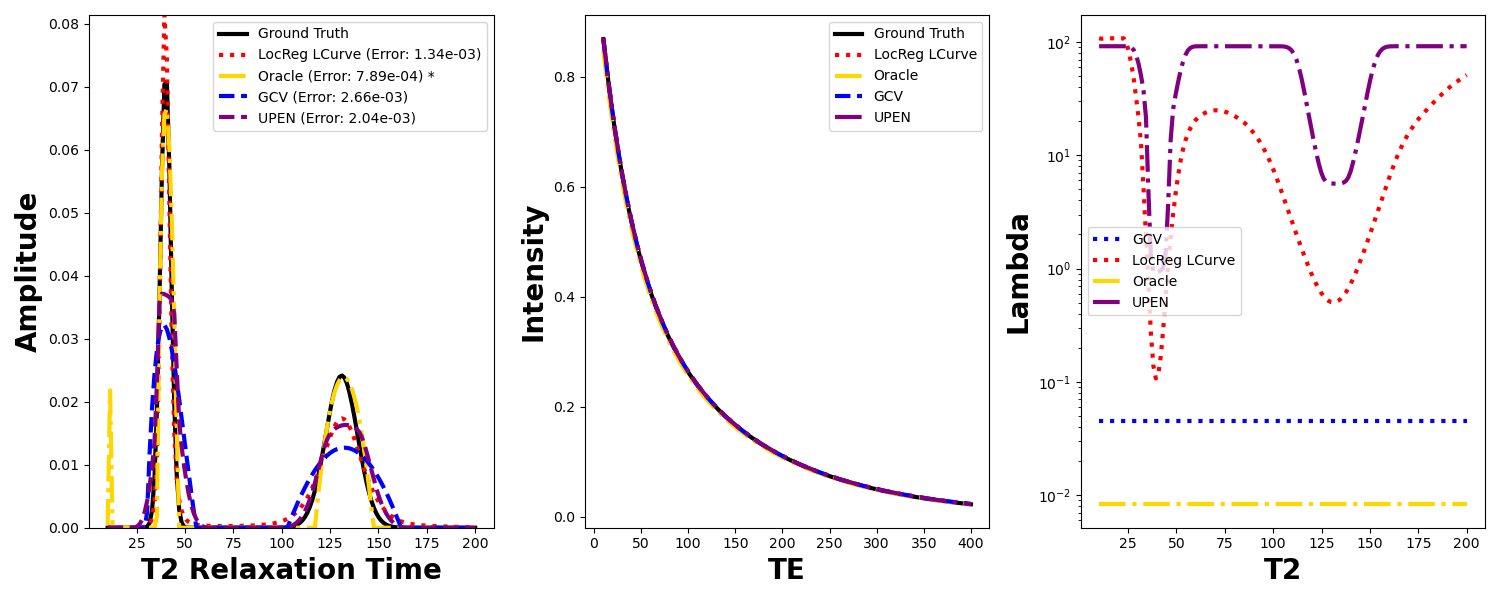 Amplitude
0.08
0.07
0.06
0.05
0.04
0.03
0.02
0.01
0.00
25 50 75 100 125 150 175 200
T2 Relaxation Time
Ground Truth
LocReg LCurve (Error: 1.34e-03)
Oracle (Error: 7.89e-04) *
GCV (Error: 2.66e-03)
UPEN (Error: 2.04e-03)
Intensity
0.8
0.6
0.4
0.2
0.0
0 50 100 150 200 250 300 350 400
TE
Ground Truth
LocReg LCurve
Oracle
GCV
UPEN
Lambda
10²
10¹
10⁰
10⁻¹
10⁻²
25 50 75 100 125 150 175 200
T2
GCV
LocReg LCurve
Oracle
UPEN